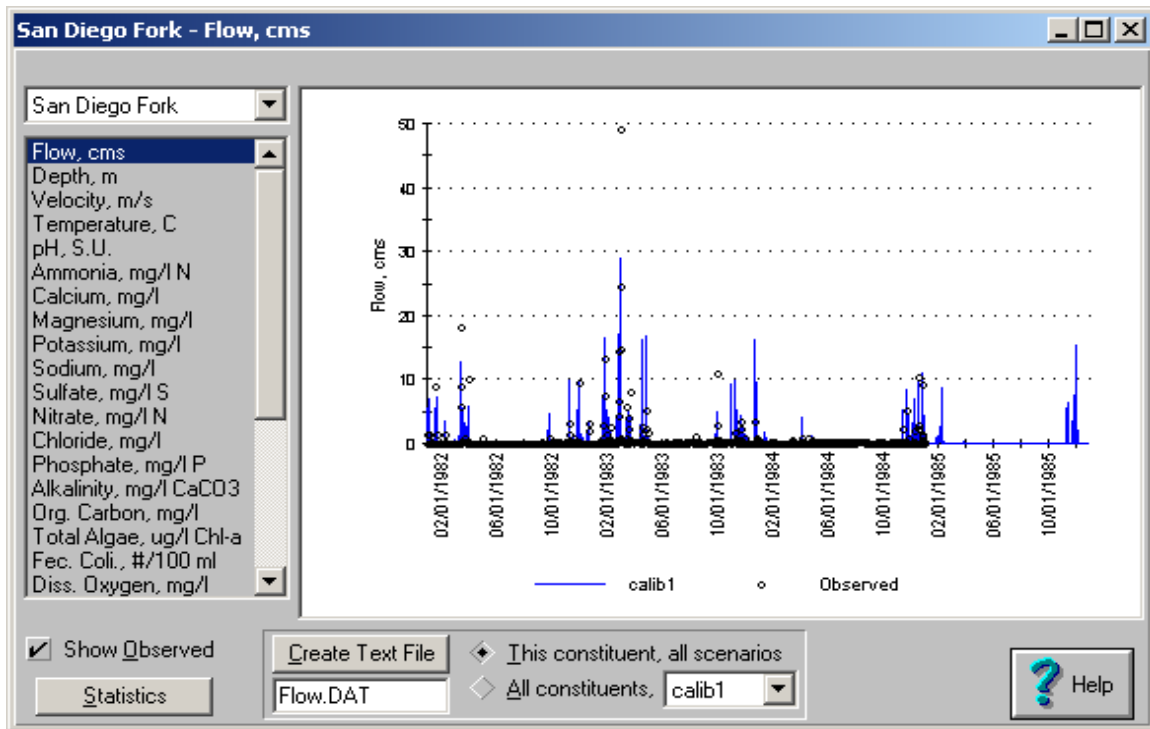 San Diego Fork - Flow, cms
San Diego Fork
Flow, cms
Depth, m
Velocity, m/s
Temperature, C
pH, S.U.
Ammonia, mg/l N
Calcium, mg/l
Magnesium, mg/l
Potassium, mg/l
Sodium, mg/l
Sulfate, mg/l S
Nitrate, mg/l N
Chloride, mg/l
Phosphate, mg/l P
Alkalinity, mg/l CaCO3
Org. Carbon, mg/l
Total Algae, ug/l Chl-a
Fec. Coli., #/100 ml
Diss. Oxygen, mg/l
Flow, cms
50
40
30
20
10
0
02/01/1982
06/01/1982
10/01/1982
02/01/1983
06/01/1983
10/01/1983
02/01/1984
06/01/1984
10/01/1984
02/01/1985
06/01/1985
10/01/1985
calib1
Observed
Show Observed
Statistics
Create Text File
Flow.DAT
This constituent, all scenarios
All constituents,
calib1
? Help